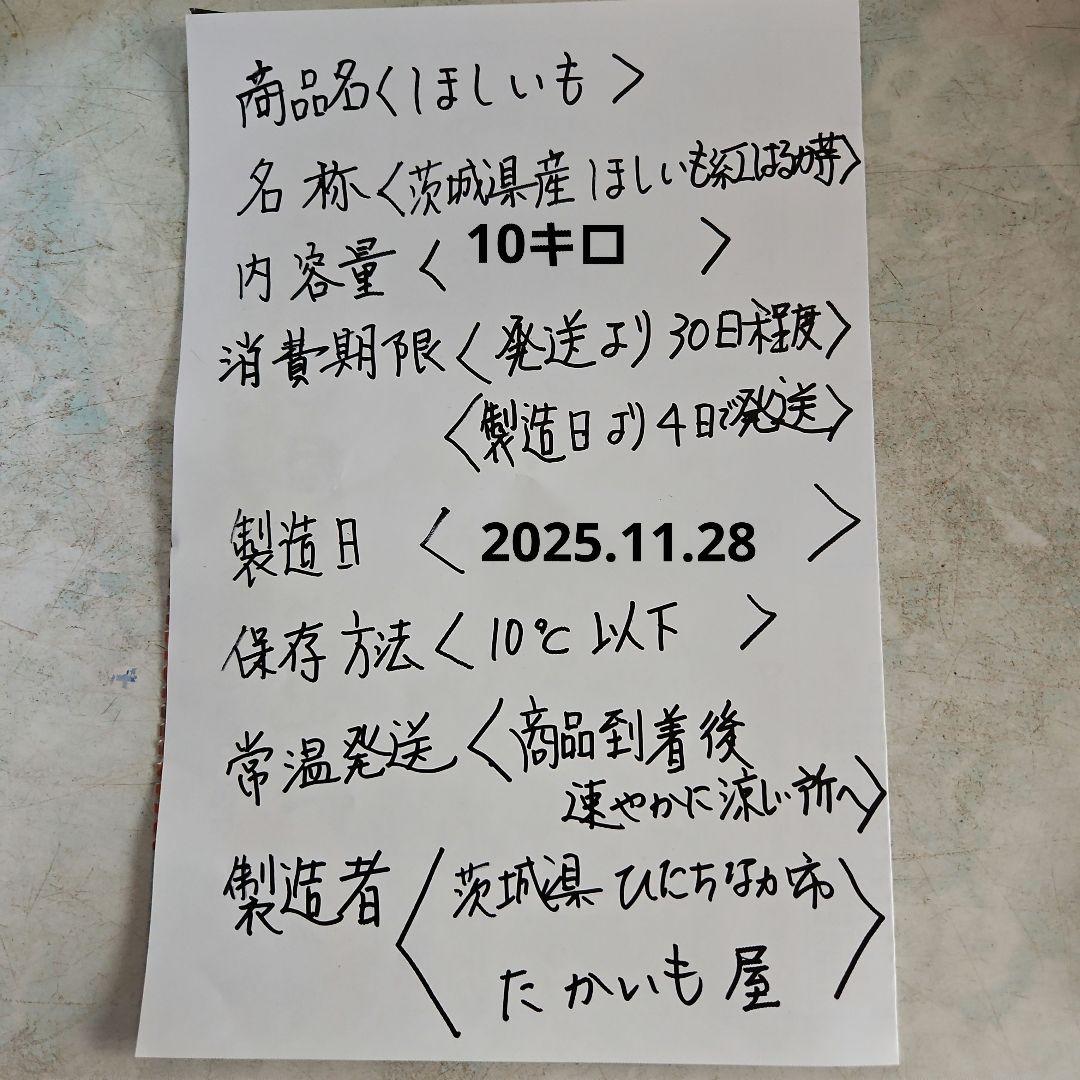 商品名〈ほしいも〉
名称〈茨城県産ほしいも紅はるか芋〉
内容量〈10キロ〉
消費期限〈発送より30日程度〉
〈製造日より4日で発送〉
製造日〈2025.11.28〉
保存方法〈10℃以下〉
常温発送〈商品到着後
速やかに涼しい所へ〉
製造者〈茨城県ひたちなか市
たかいも屋〉